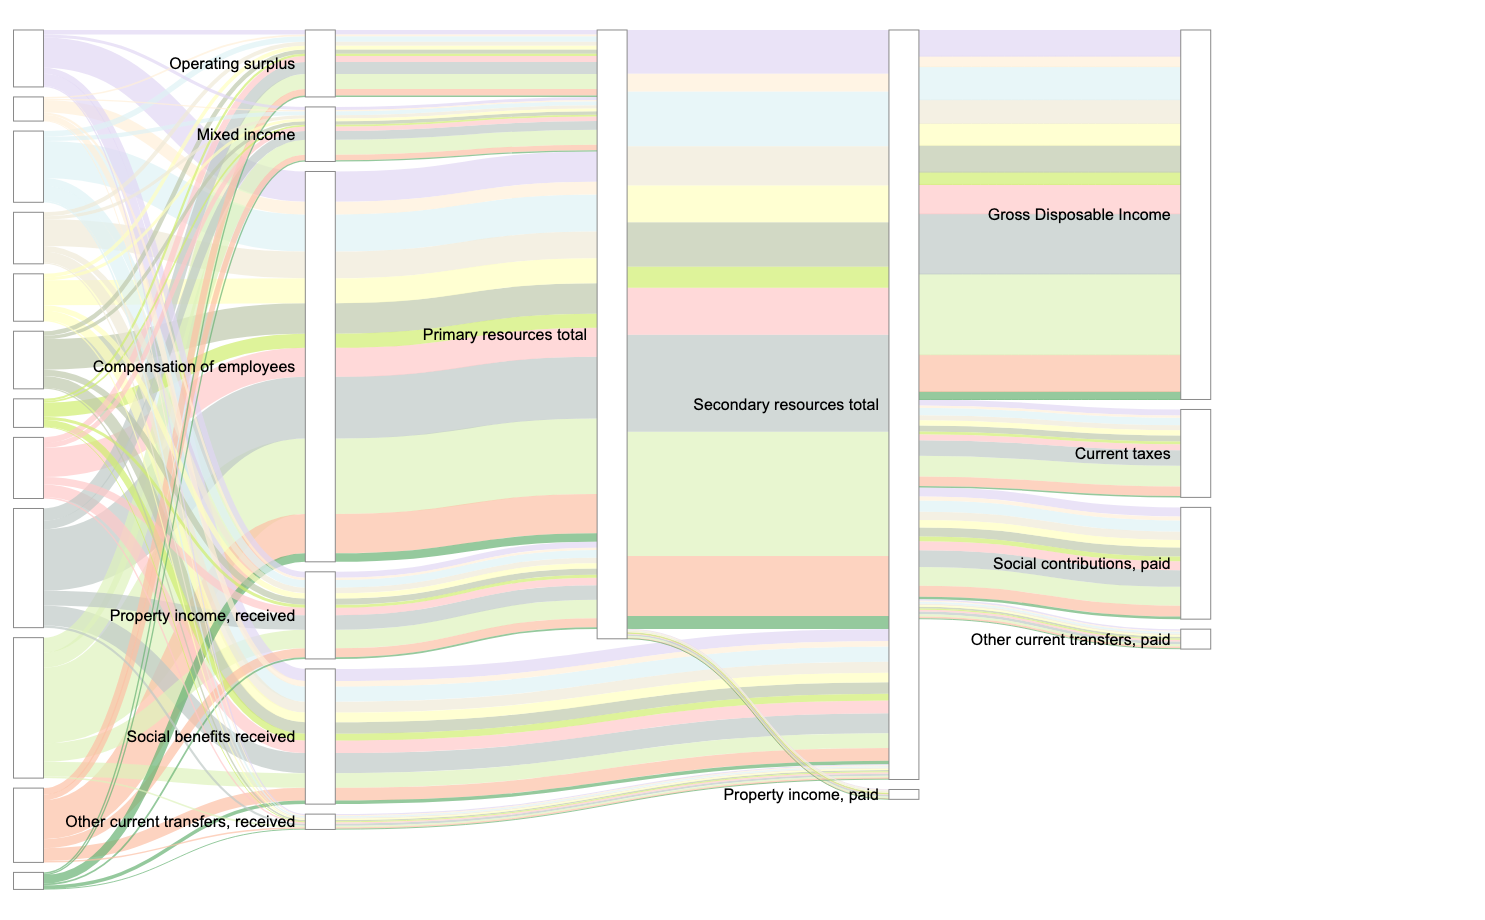 Operating surplus
Mixed income
Gross Disposable Income
Primary resources total
Compensation of employees
Secondary resources total
Current taxes
Social contributions, paid
Property income, received
Other current transfers, paid
Social benefits received
Property income, paid
Other current transfers, received